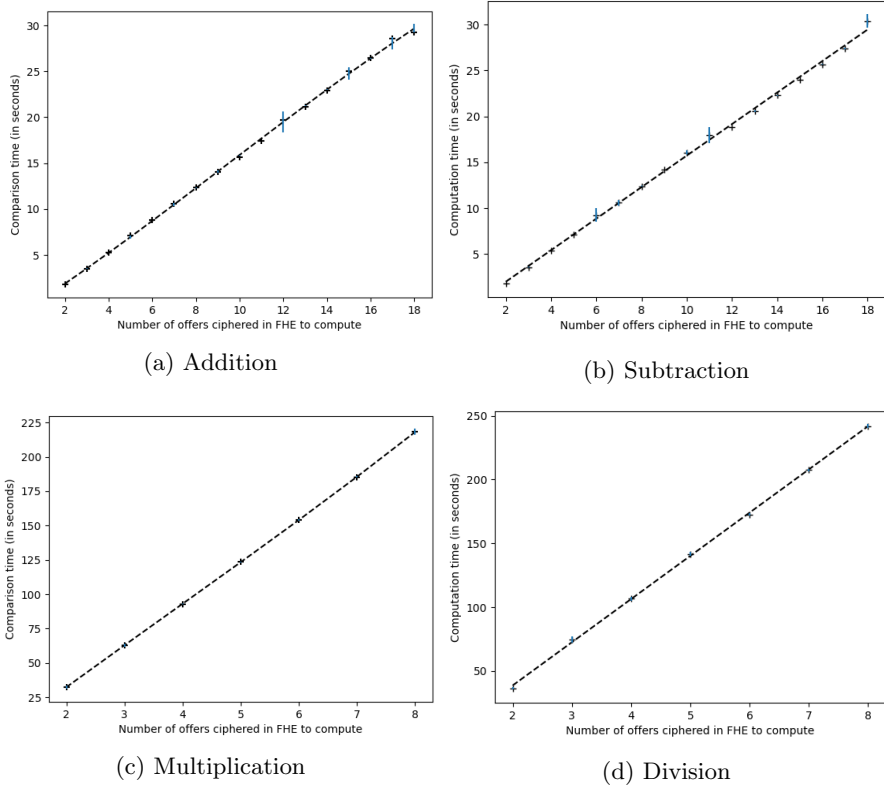 Comparison time (in seconds)
30
25
20
15
10
5
2 4 6 8 10 12 14 16 18
Number of offers ciphered in FHE to compute
(a) Addition
Computation time (in seconds)
30
25
20
15
10
5
2 4 6 8 10 12 14 16 18
Number of offers ciphered in FHE to compute
(b) Subtraction
Comparison time (in seconds)
225
200
175
150
125
100
75
50
25
2 3 4 5 6 7 8
Number of offers ciphered in FHE to compute
(c) Multiplication
Computation time (in seconds)
250
200
150
100
50
2 3 4 5 6 7 8
Number of offers ciphered in FHE to compute
(d) Division